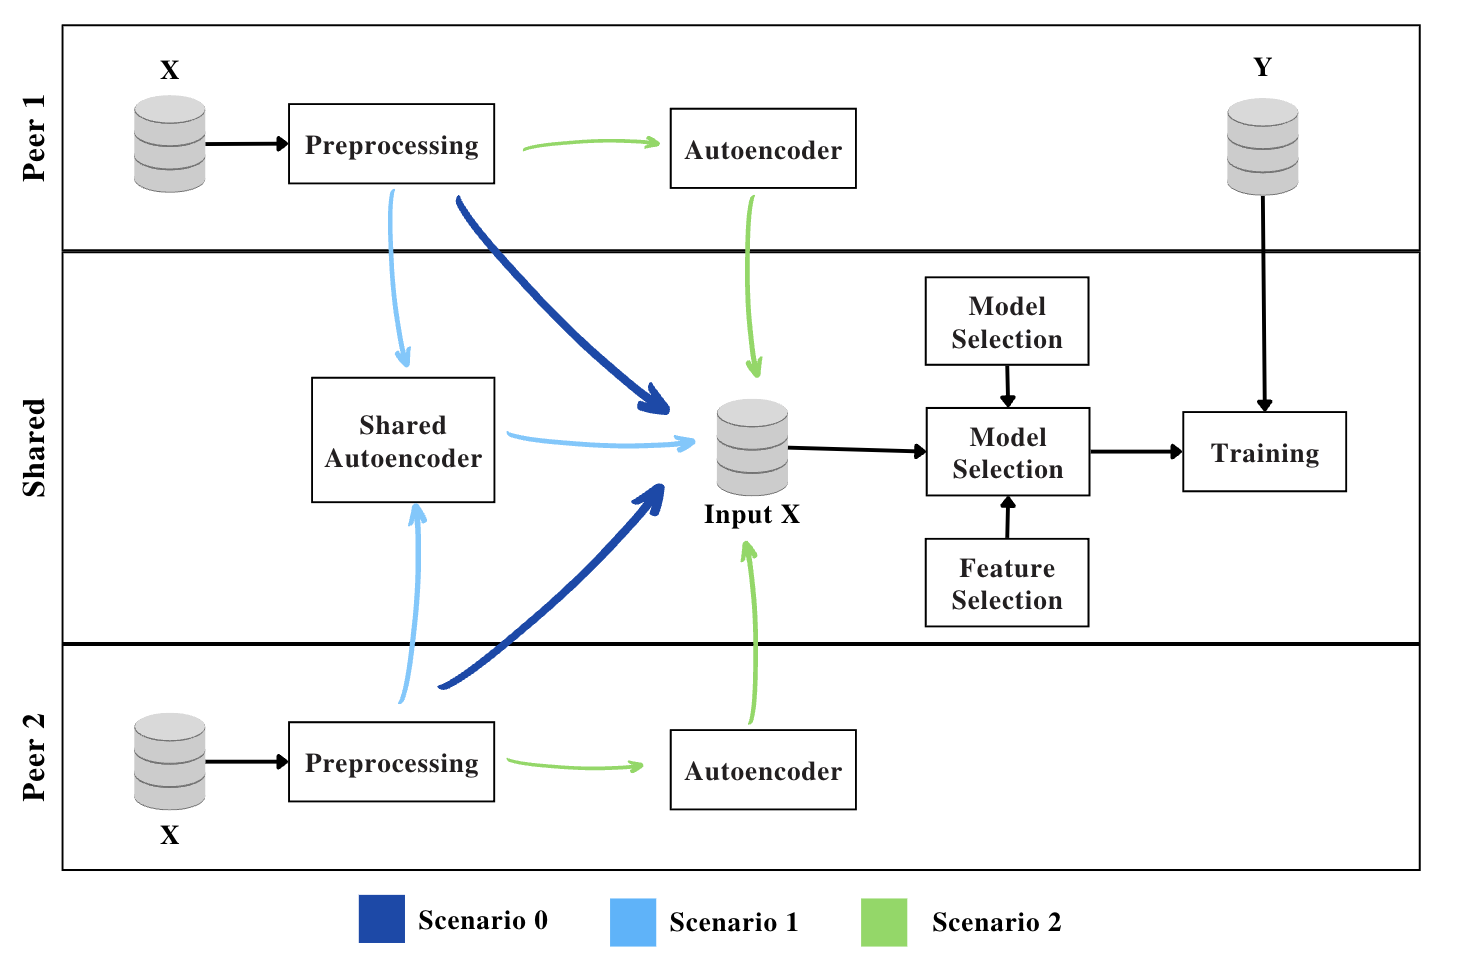 Peer 1
X
Preprocessing
Autoencoder
Y
Shared
Shared
Autoencoder
Input X
Model
Selection
Model
Selection
Feature
Selection
Training
Peer 2
Preprocessing
Autoencoder
X
Scenario 0
Scenario 1
Scenario 2